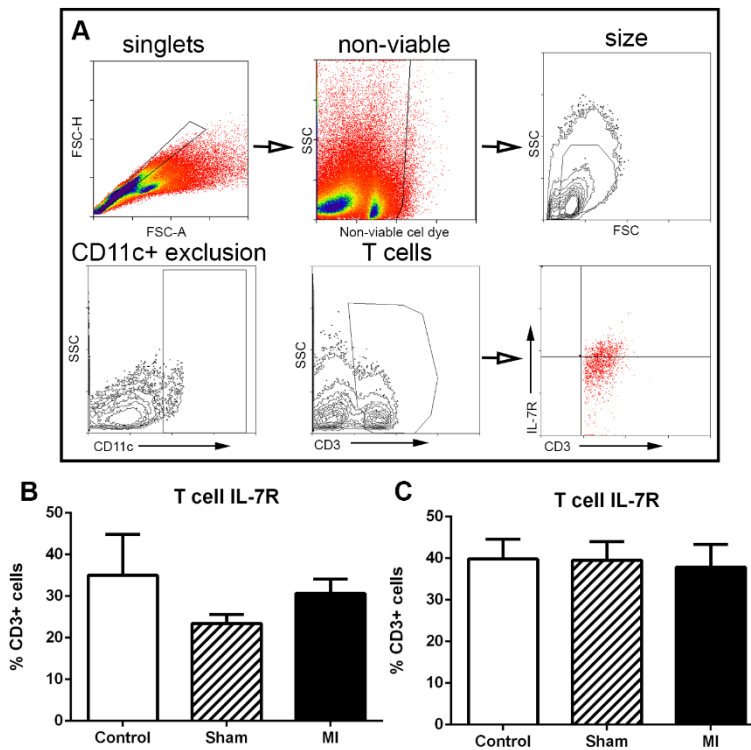 A
singlets
non-viable
size
FSC-H
FSC-A
SSC
Non-viable cel dye
SSC
FSC
CD11c+ exclusion
T cells
SSC
CD11c
SSC
CD3
IL-7R
CD3
B
T cell IL-7R
% CD3+ cells
50
40
30
20
10
0
Control
Sham
MI
C
T cell IL-7R
% CD3+ cells
50
40
30
20
10
0
Control
Sham
MI